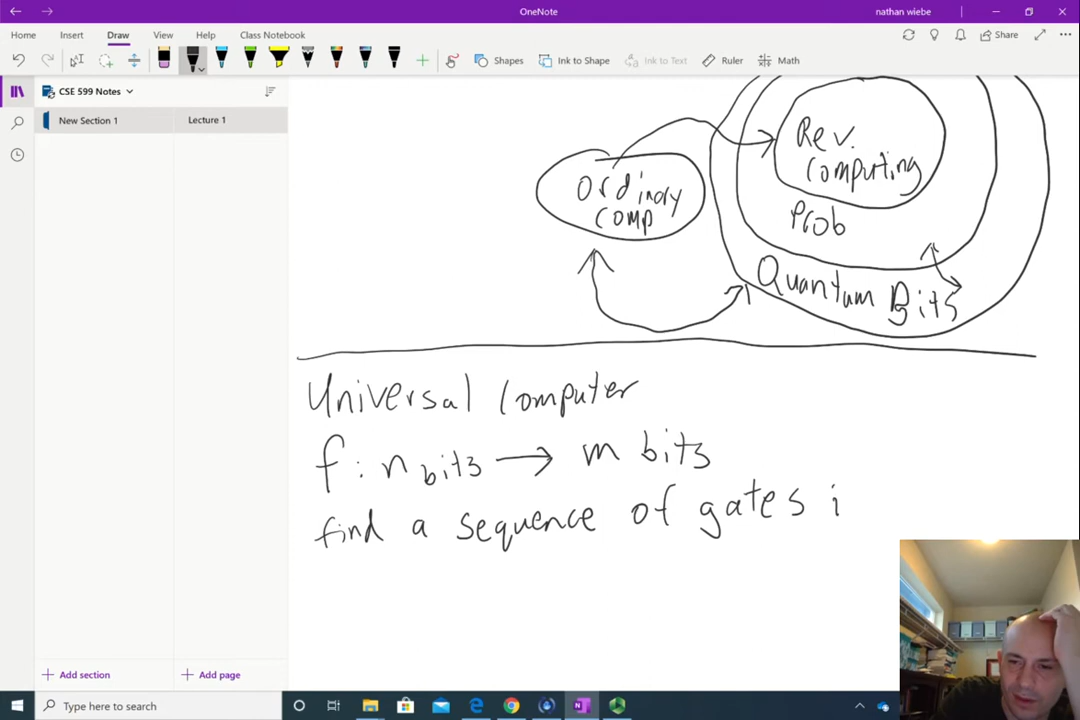 OneNote
nathan wiebe
Home Insert Draw View Help Class Notebook
Share
Shapes Ink to Shape Ink to Text Ruler Math
CSE 599 Notes
New Section 1
Lecture 1
Rev.
Computing
Ordinary
Comp
Prob
Quantum Bits
Universal Computer
f: n bits → m bits
find a sequence of gates i
Add section
Add page
Type here to search